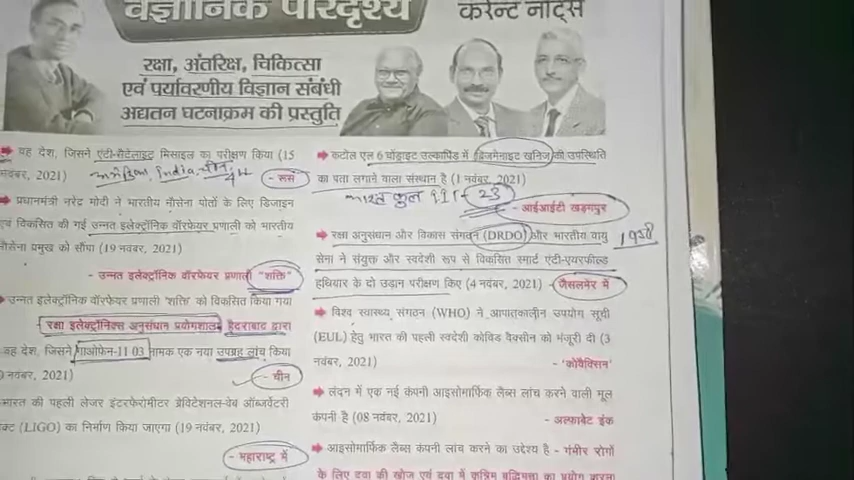 वैज्ञानिक परिदृश्य
करेन्ट नोट्स
रक्षा, अंतरिक्ष, चिकित्सा
एवं पर्यावरणीय विज्ञान संबंधी
अद्यतन घटनाक्रम की प्रस्तुति
वह देश, जिसने एंटी-सैटेलाइट मिसाइल का परीक्षण किया (15
नवंबर, 2021)
अमेरिका, India, चीन
- रूस
प्रधानमंत्री नरेद्र मोदी ने भारतीय नौसेना पोतों के लिए डिजाइन
एवं विकसित की गई उन्नत इलेक्ट्रॉनिक वॉरफेयर प्रणाली को भारतीय
नौसेना प्रमुख को सौंपा (19 नवंबर, 2021)
- उन्नत इलेक्ट्रॉनिक वॉरफेयर प्रणाली "शक्ति"
उन्नत इलेक्ट्रॉनिक वॉरफेयर प्रणाली 'शक्ति' को विकसित किया गया
रक्षा इलेक्ट्रॉनिक्स अनुसंधान प्रयोगशाला हैदराबाद द्वारा
वह देश, जिसने गाओफेन-11 03 नामक एक नया उपग्रह लांच किया
नवंबर, 2021)
- चीन
भारत की पहली लेजर इंटरफेरोमीटर ग्रेविटेशनल-वेब ऑब्जर्वेटरी
(LIGO) का निर्माण किया जाएगा (19 नवंबर, 2021)
- महाराष्ट्र में
कटोल एल 6 चोंड्राइट उल्कापिंड में ब्रिजमेनाइट खनिज की उपस्थिति
का पता लगाने वाला संस्थान है (1 नवंबर, 2021)
भारत कुल IIT - 23
- आईआईटी खड़गपुर
रक्षा अनुसंधान और विकास संगठन (DRDO) और भारतीय वायु 1958
सेना ने संयुक्त और स्वदेशी रूप से विकसित स्मार्ट एंटी-एयरफील्ड
हथियार के दो उड़ान परीक्षण किए (4 नवंबर, 2021) - जैसलमेर में
विश्व स्वास्थ्य संगठन (WHO) ने आपातकालीन उपयोग सूची
(EUL) हेतु भारत की पहली स्वदेशी कोविड वैक्सीन को मंजूरी दी (3
नवंबर, 2021)
- 'कोवैक्सिन'
लंदन में एक नई कंपनी आइसोमार्फिक लैब्स लांच करने वाली मूल
कंपनी है (08 नवंबर, 2021)
- अल्फाबेट इंक
आइसोमार्फिक लैब्स कंपनी लांच करने का उद्देश्य है - गंभीर रोगों
के लिए दवा की खोज एवं दवा में कृत्रिम बुद्धिमत्ता का प्रयोग करना